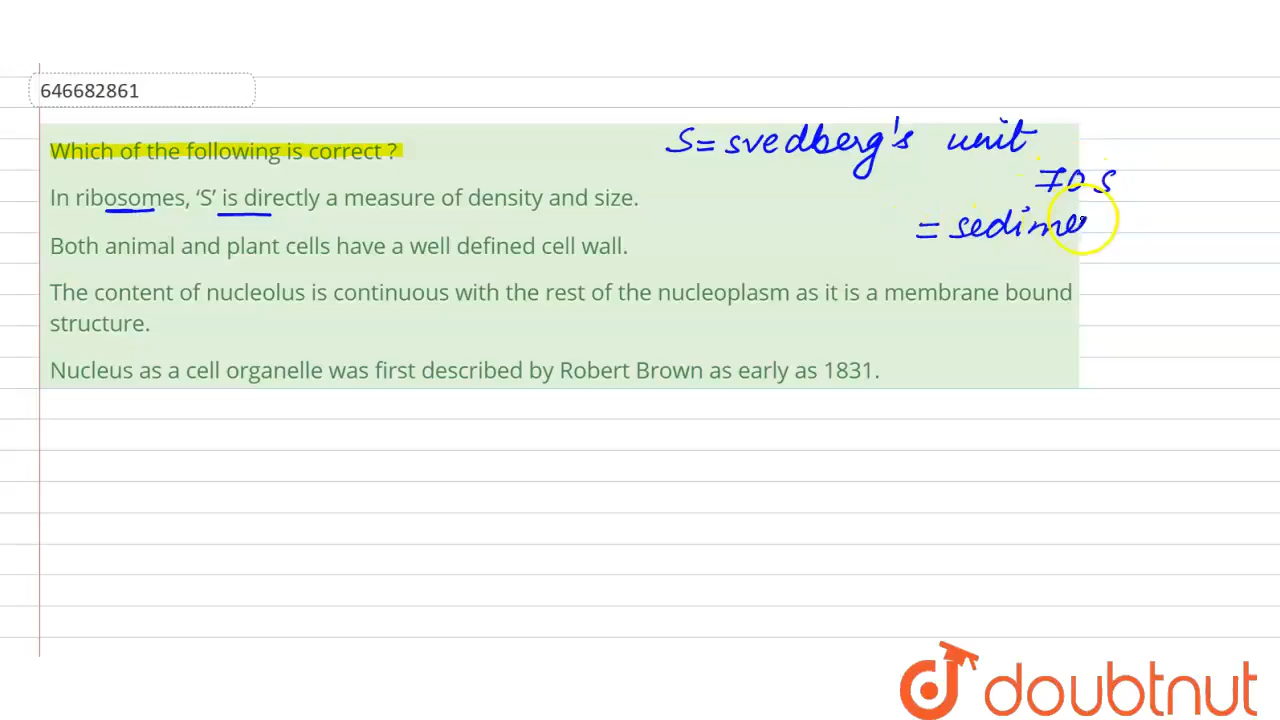 646682861
Which of the following is correct ?
S= svedberg's unit
In ribosomes, ‘S’ is directly a measure of density and size.
70 S
= sedime
Both animal and plant cells have a well defined cell wall.
The content of nucleolus is continuous with the rest of the nucleoplasm as it is a membrane bound
structure.
Nucleus as a cell organelle was first described by Robert Brown as early as 1831.
doubtnut